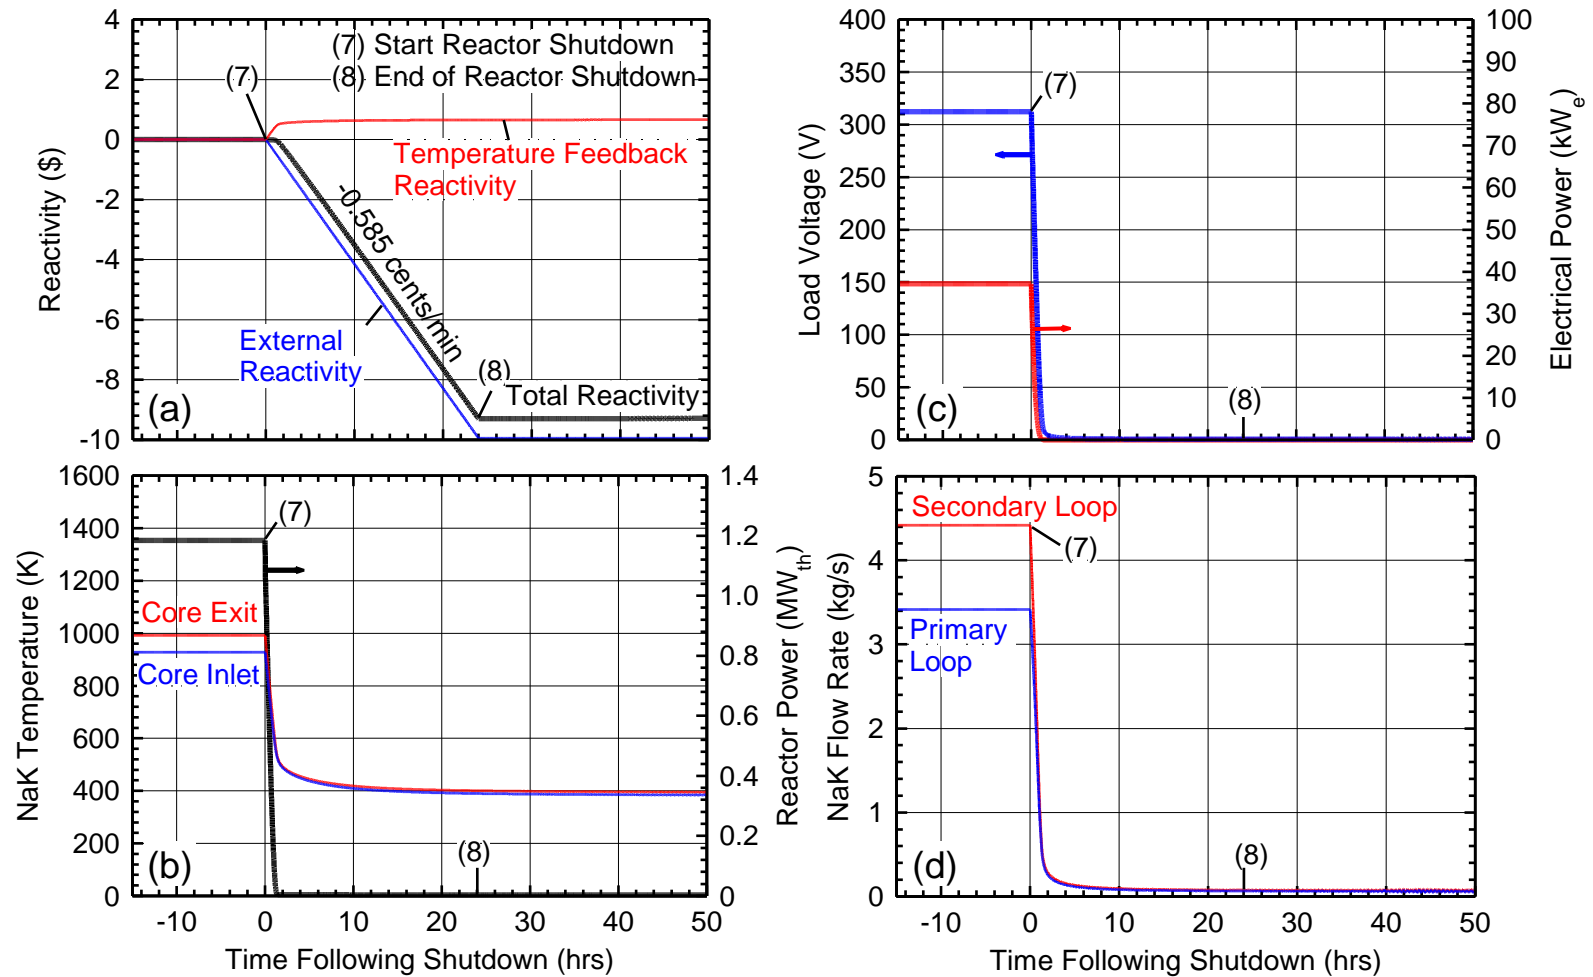 4
2
0
-2
-4
-6
-8
-10
Reactivity ($)
(7) Start Reactor Shutdown
(8) End of Reactor Shutdown
(7)
Temperature Feedback
Reactivity
-0.585 cents/min
External
Reactivity
(8)
Total Reactivity
(a)
400
350
300
250
200
150
100
50
0
Load Voltage (V)
100
90
80
70
60
50
40
30
20
10
0
Electrical Power (kWe)
(7)
(8)
(c)
1600
1400
1200
1000
800
600
400
200
0
NaK Temperature (K)
1.4
1.2
1.0
0.8
0.6
0.4
0.2
0
Reactor Power (MWth)
(7)
Core Exit
Core Inlet
(8)
(b)
-10 0 10 20 30 40 50
Time Following Shutdown (hrs)
5
4
3
2
1
0
NaK Flow Rate (kg/s)
Secondary Loop
(7)
Primary
Loop
(8)
(d)
-10 0 10 20 30 40 50
Time Following Shutdown (hrs)